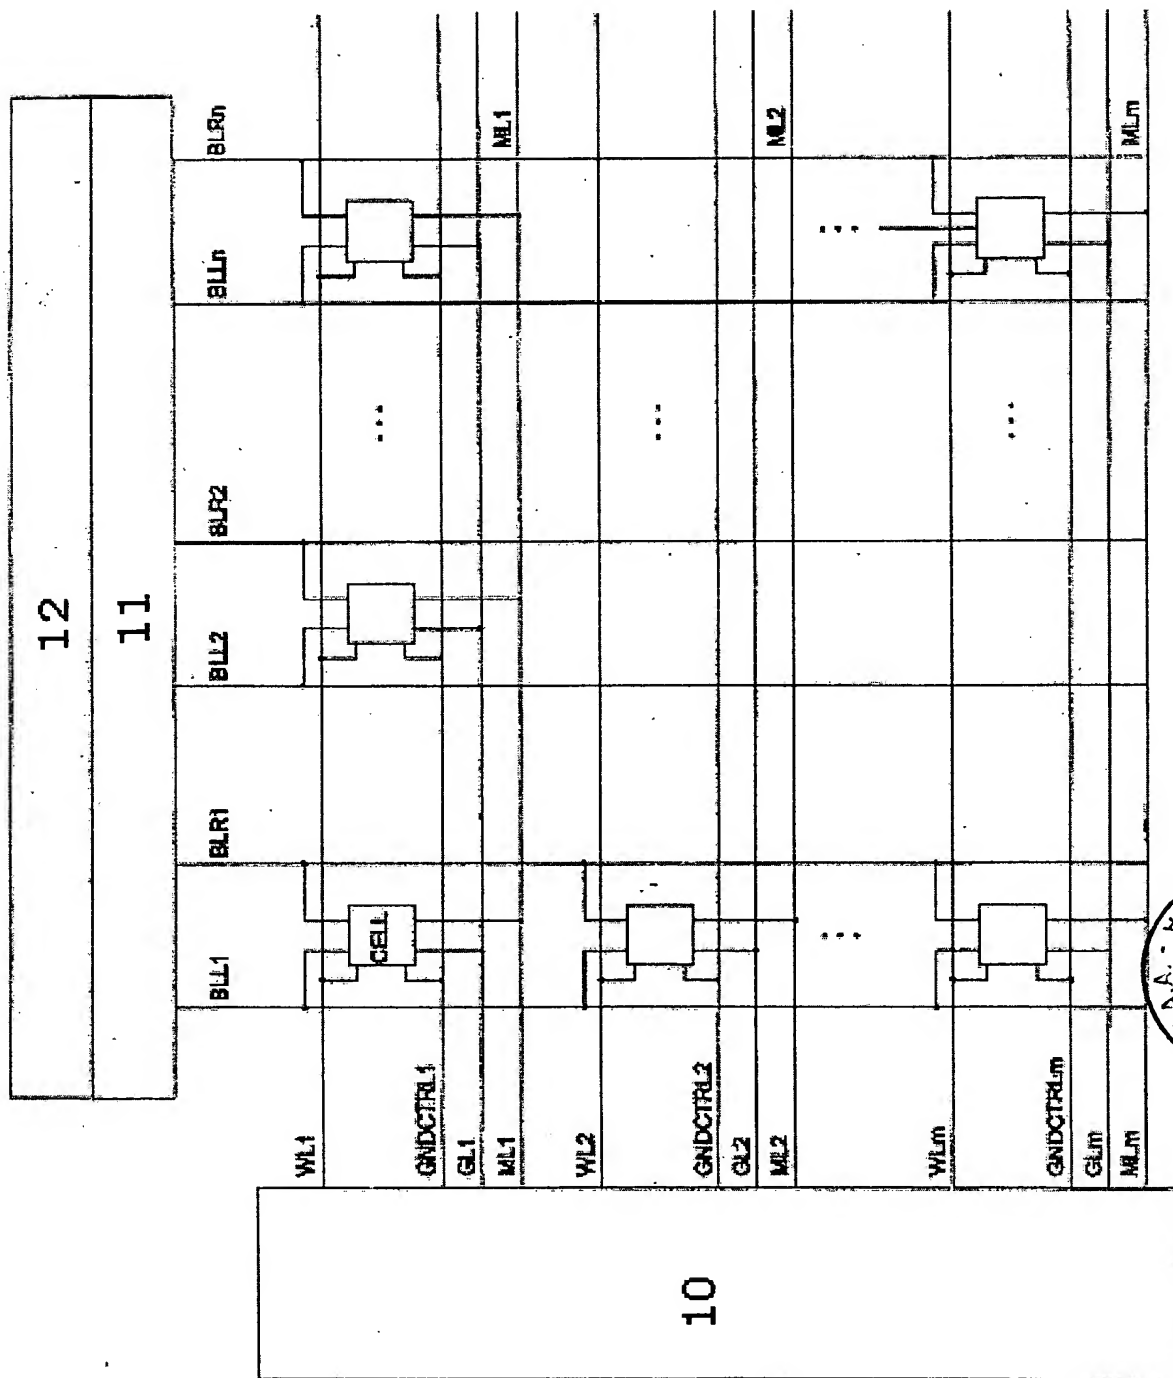 12
11
BLL1
BLR1
BLL2
BLR2
BLLn
BLRn
WL1
CELL
...
GNDCTRL1
GL1
ML1
ML1
WL2
...
GNDCTRL2
GL2
ML2
ML2
...
...
WLm
...
GNDCTRLm
GLm
MLm
MLm
10